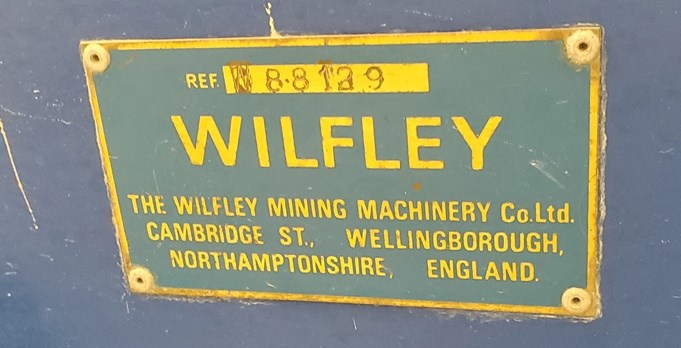 REF. W 8·8129
WILFLEY
THE WILFLEY MINING MACHINERY Co.Ltd.
CAMBRIDGE ST., WELLINGBOROUGH,
NORTHAMPTONSHIRE, ENGLAND.